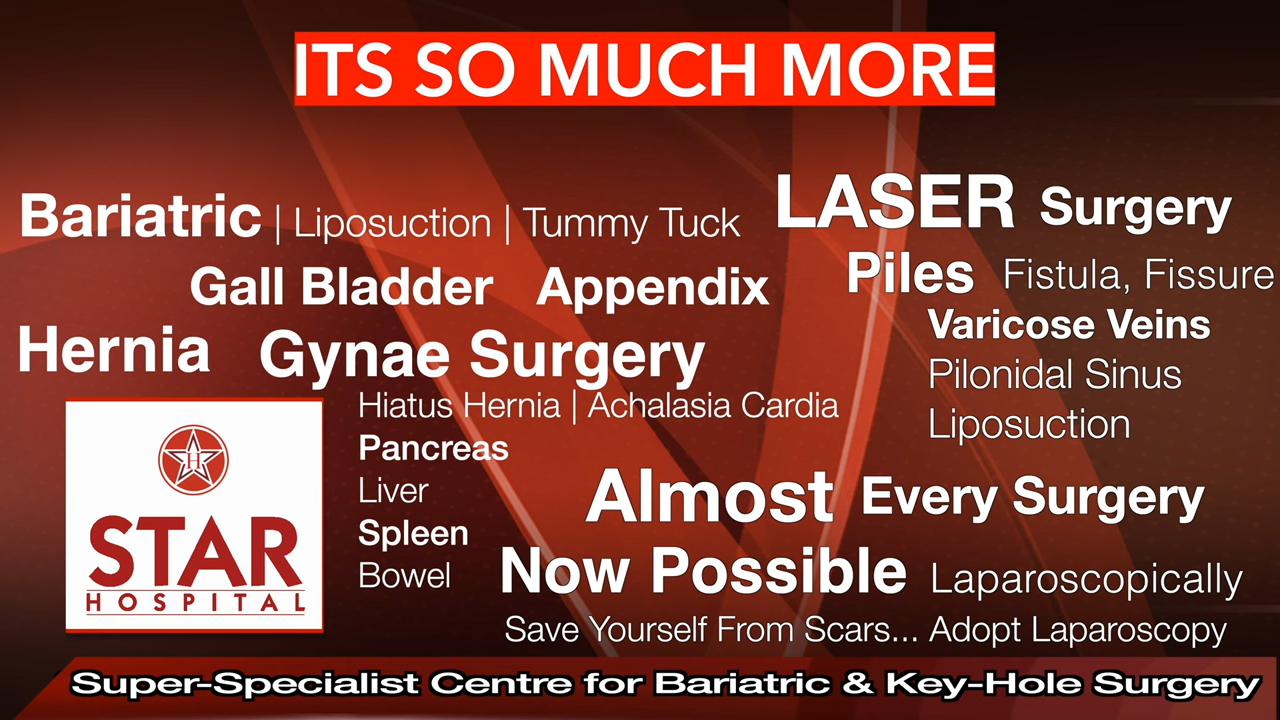 ITS SO MUCH MORE
Bariatric | Liposuction | Tummy Tuck
Gall Bladder Appendix
Hernia Gynae Surgery
Hiatus Hernia | Achalasia Cardia
Pancreas
Liver
Spleen
Bowel
LASER Surgery
Piles Fistula, Fissure
Varicose Veins
Pilonidal Sinus
Liposuction
Almost Every Surgery
Now Possible Laparoscopically
Save Yourself From Scars... Adopt Laparoscopy
H
STAR
HOSPITAL
Super-Specialist Centre for Bariatric & Key-Hole Surgery